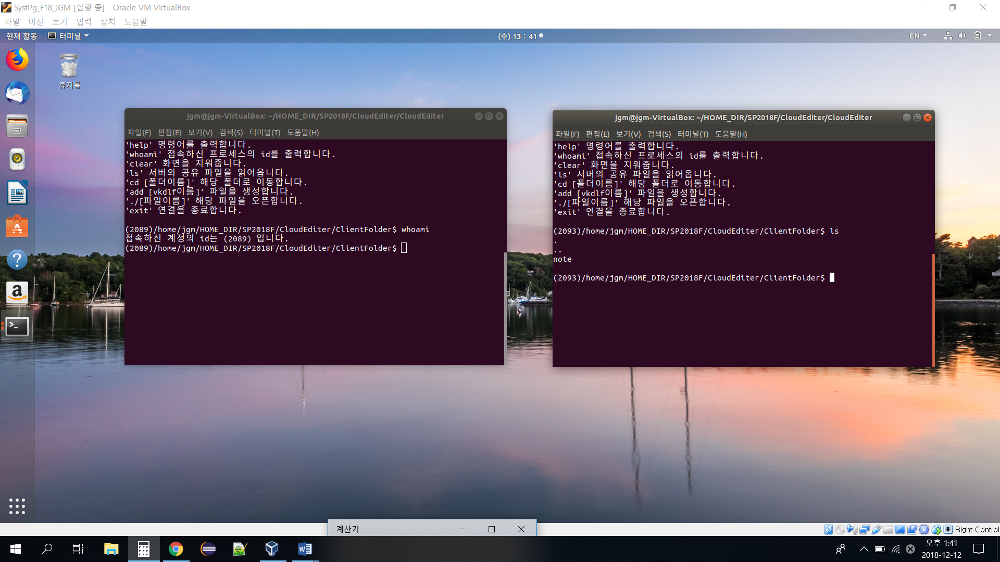 SystPg_F18_JGM [실행 중] - Oracle VM VirtualBox
파일 머신 보기 입력 장치 도움말
현재 활동 터미널 (수) 13 : 41 EN
휴지통
jgm@jgm-VirtualBox: ~/HOME_DIR/SP2018F/CloudEditer/CloudEditer
파일(F) 편집(E) 보기(V) 검색(S) 터미널(T) 도움말(H)
'help' 명령어를 출력합니다.
'whoami' 접속하신 프로세스의 id를 출력합니다.
'clear' 화면을 지워줍니다.
'ls' 서버의 공유 파일을 읽어옵니다.
'cd [폴더이름]' 해당 폴더로 이동합니다.
'add [vkdlf이름]' 파일을 생성합니다.
'./[파일이름]' 해당 파일을 오픈합니다.
'exit' 연결을 종료합니다.
(2089)/home/jgm/HOME_DIR/SP2018F/CloudEditer/ClientFolder$ whoami
접속하신 계정의 id는 (2089) 입니다.
(2089)/home/jgm/HOME_DIR/SP2018F/CloudEditer/ClientFolder$
jgm@jgm-VirtualBox: ~/HOME_DIR/SP2018F/CloudEditer/CloudEditer
파일(F) 편집(E) 보기(V) 검색(S) 터미널(T) 도움말(H)
'help' 명령어를 출력합니다.
'whoami' 접속하신 프로세스의 id를 출력합니다.
'clear' 화면을 지워줍니다.
'ls' 서버의 공유 파일을 읽어옵니다.
'cd [폴더이름]' 해당 폴더로 이동합니다.
'add [vkdlf이름]' 파일을 생성합니다.
'./[파일이름]' 해당 파일을 오픈합니다.
'exit' 연결을 종료합니다.
(2093)/home/jgm/HOME_DIR/SP2018F/CloudEditer/ClientFolder$ ls
.
..
note
(2093)/home/jgm/HOME_DIR/SP2018F/CloudEditer/ClientFolder$
계산기
Right Control
오후 1:41
2018-12-12